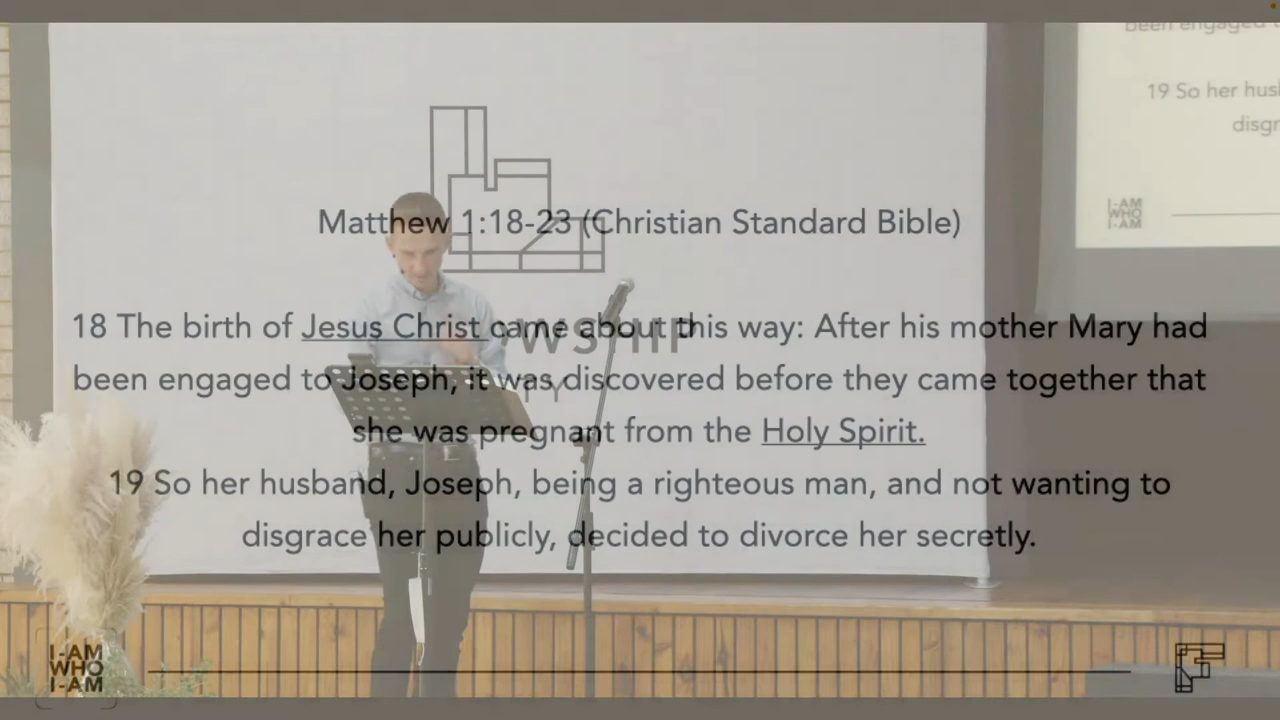 been engaged
19 So her hus
disgr
I-AM
WHO
I-AM
Matthew 1:18-23 (Christian Standard Bible)
18 The birth of Jesus Christ came about this way: After his mother Mary had
been engaged to Joseph, it was discovered before they came together that
she was pregnant from the Holy Spirit.
19 So her husband, Joseph, being a righteous man, and not wanting to
disgrace her publicly, decided to divorce her secretly.
I-AM
WHO
I-AM